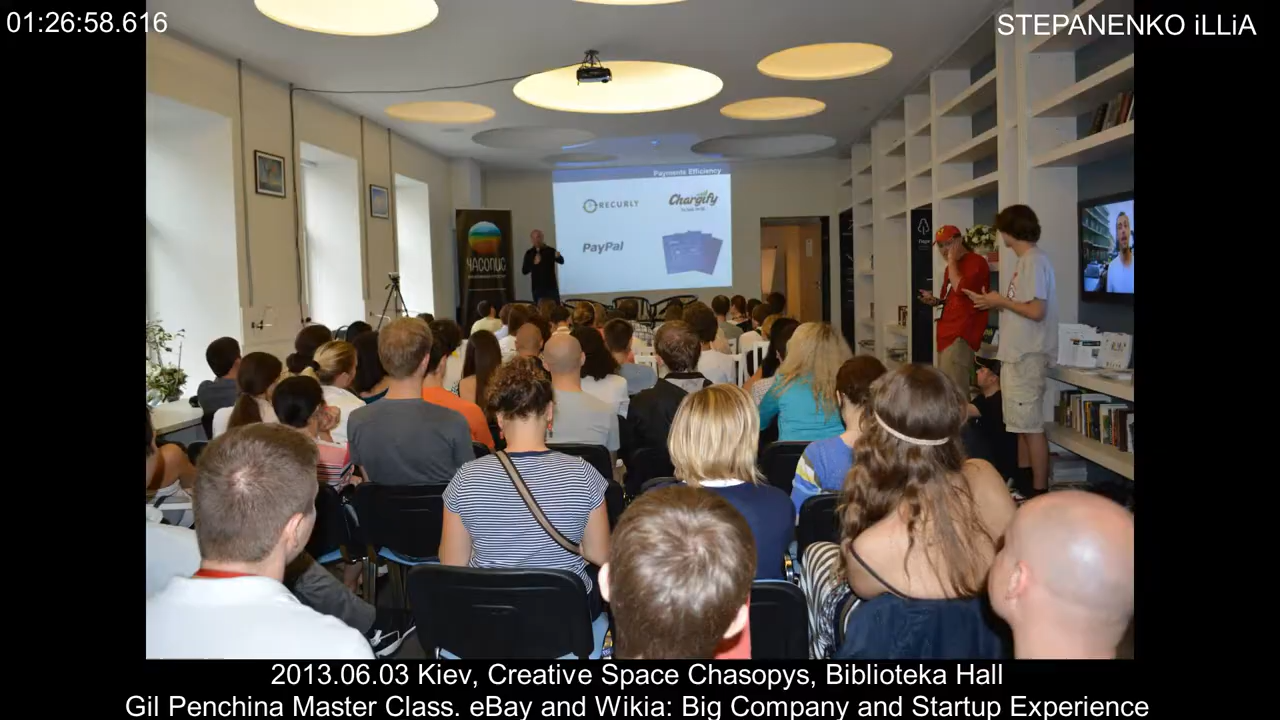 01:26:58.616
STEPANENKO iLLiA
Payments Efficiency
RECURLY
Chargify
PayPal
ЧАСОПИС
2013.06.03 Kiev, Creative Space Chasopys, Biblioteka Hall
Gil Penchina Master Class. eBay and Wikia: Big Company and Startup Experience